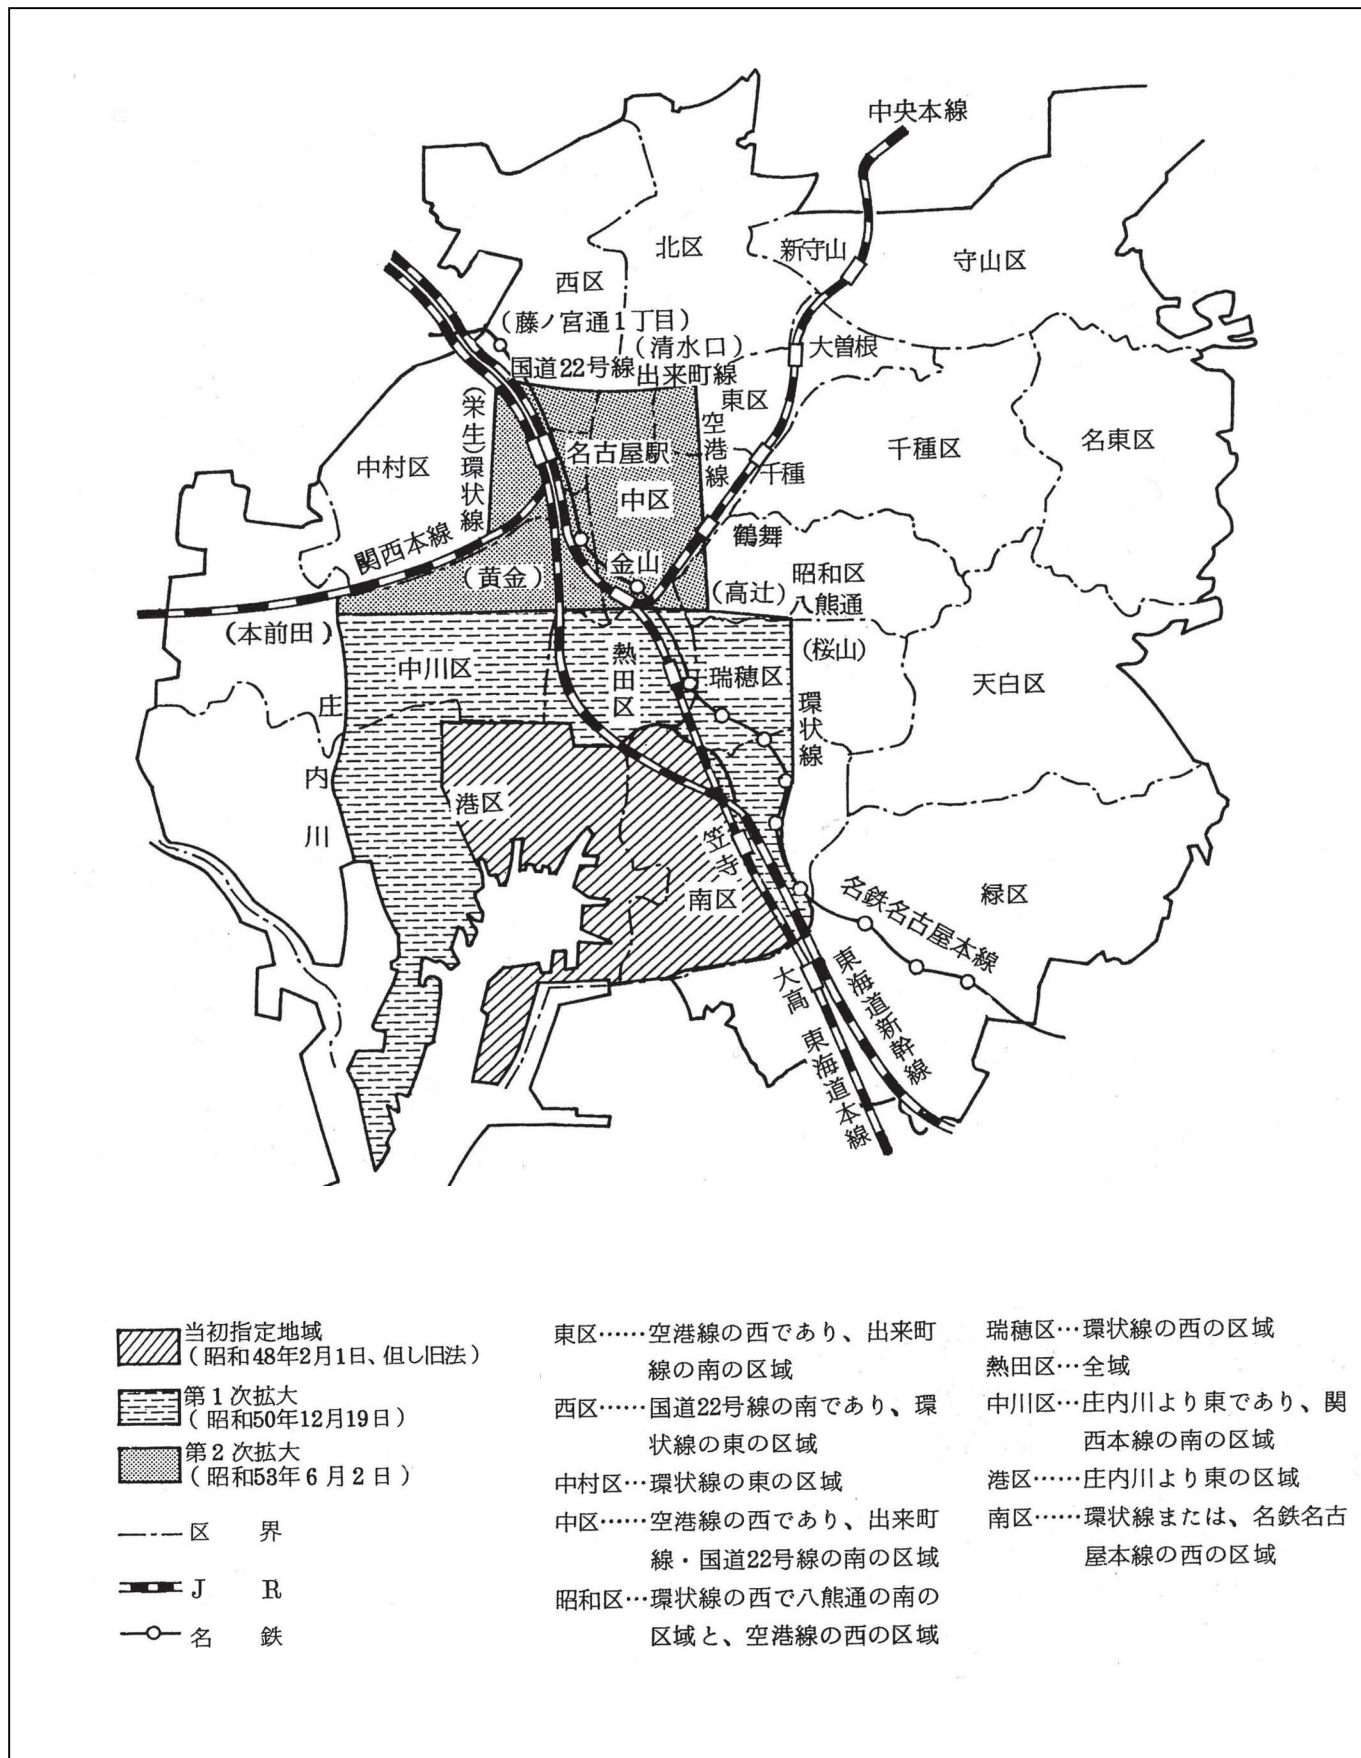 中央本線
北区
新守山
守山区
西区
(藤ノ宮通1丁目)
(清水口)
大曽根
国道22号線
出来町線
東区
(栄生)環状線
空港線
名古屋駅
千種区
名東区
中村区
千種
中区
関西本線
鶴舞
(黄金)
金山
昭和区
(高辻)
八熊通
(本前田)
(桜山)
中川区
熱田区
瑞穂区
天白区
庄内川
環状線
港区
笠寺
南区
緑区
名鉄名古屋本線
大高
東海道新幹線
東海道本線
当初指定地域
(昭和48年2月1日、但し旧法)
第1次拡大
(昭和50年12月19日)
第2次拡大
(昭和53年6月2日)
区 界
J R
名 鉄
東区……空港線の西であり、出来町
線の南の区域
西区……国道22号線の南であり、環
状線の東の区域
中村区…環状線の東の区域
中区……空港線の西であり、出来町
線・国道22号線の南の区域
昭和区…環状線の西で八熊通の南の
区域と、空港線の西の区域
瑞穂区…環状線の西の区域
熱田区…全域
中川区…庄内川より東であり、関
西本線の南の区域
港区……庄内川より東の区域
南区……環状線または、名鉄名古
屋本線の西の区域